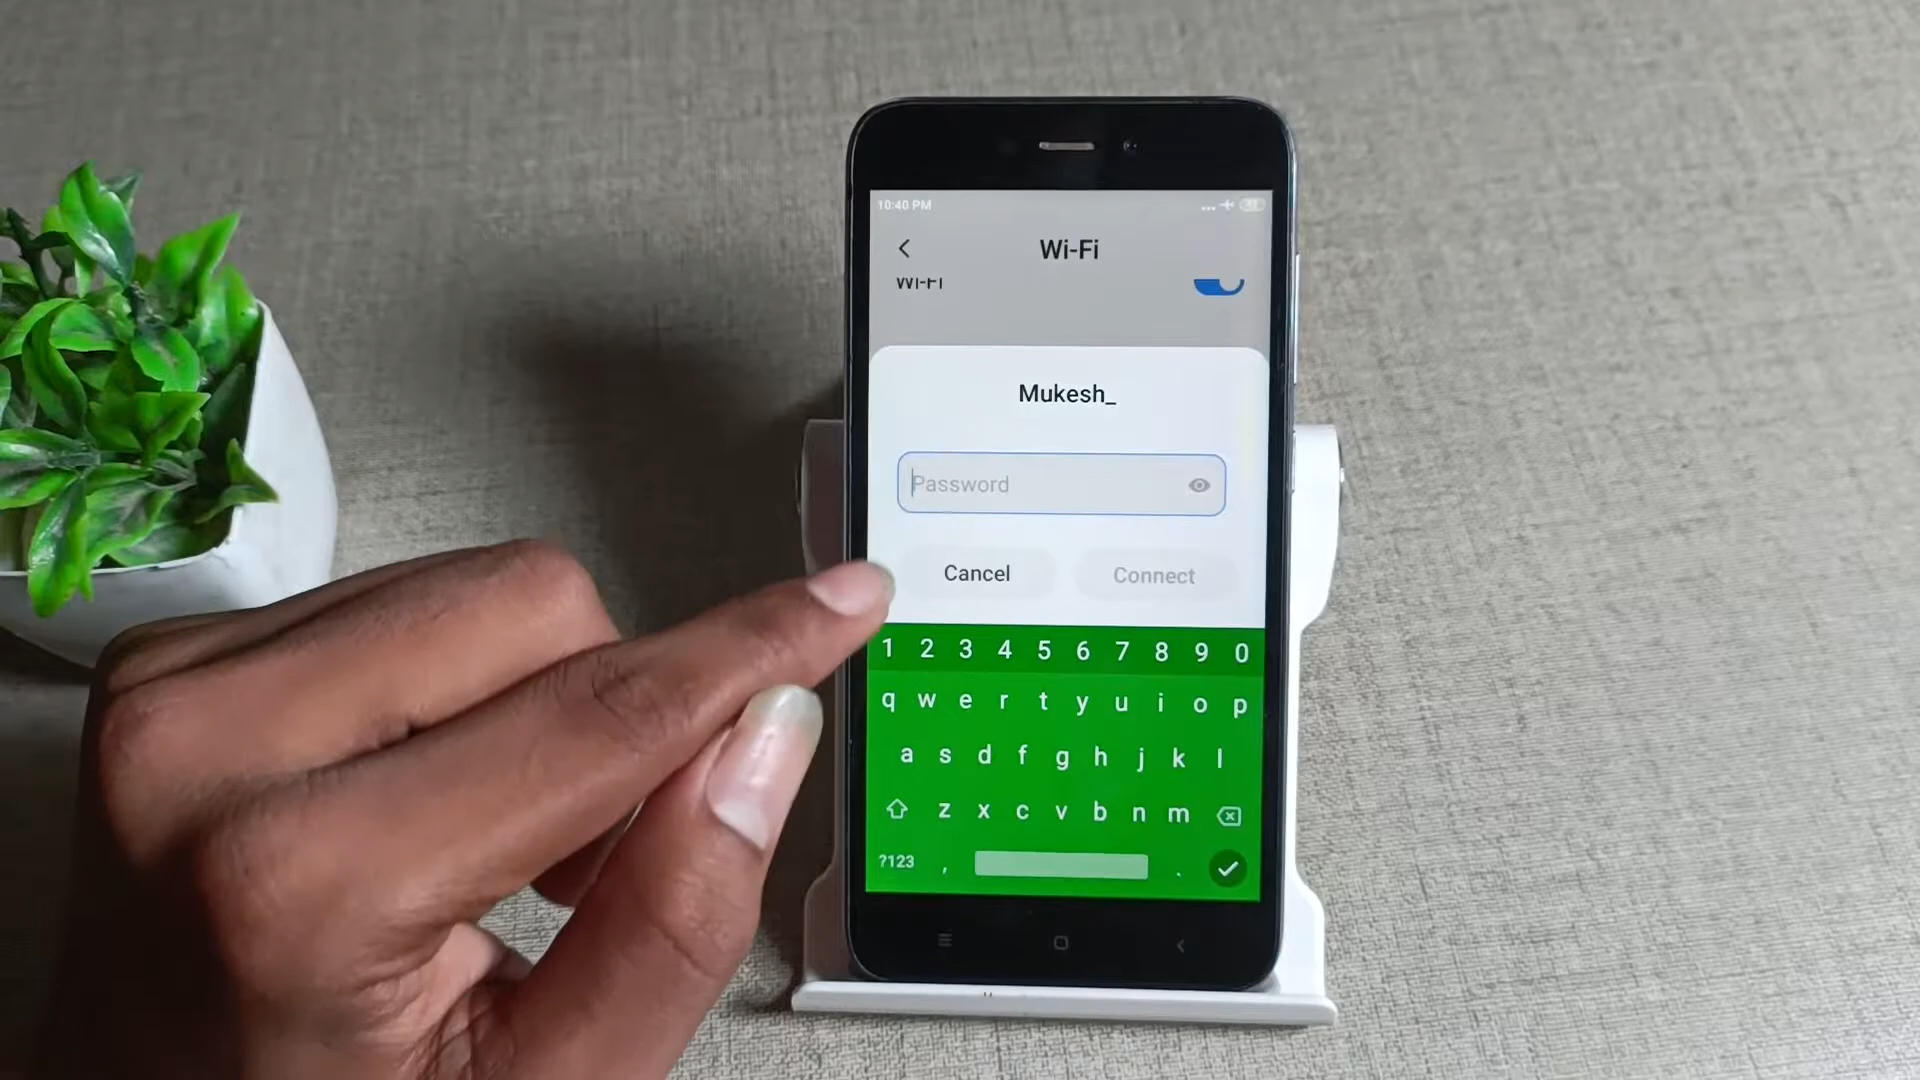 10:40 PM
Wi-Fi
Wi-Fi
Mukesh_
Password
Cancel Connect
1 2 3 4 5 6 7 8 9 0
q w e r t y u i o p
a s d f g h j k l
z x c v b n m
?123 , .